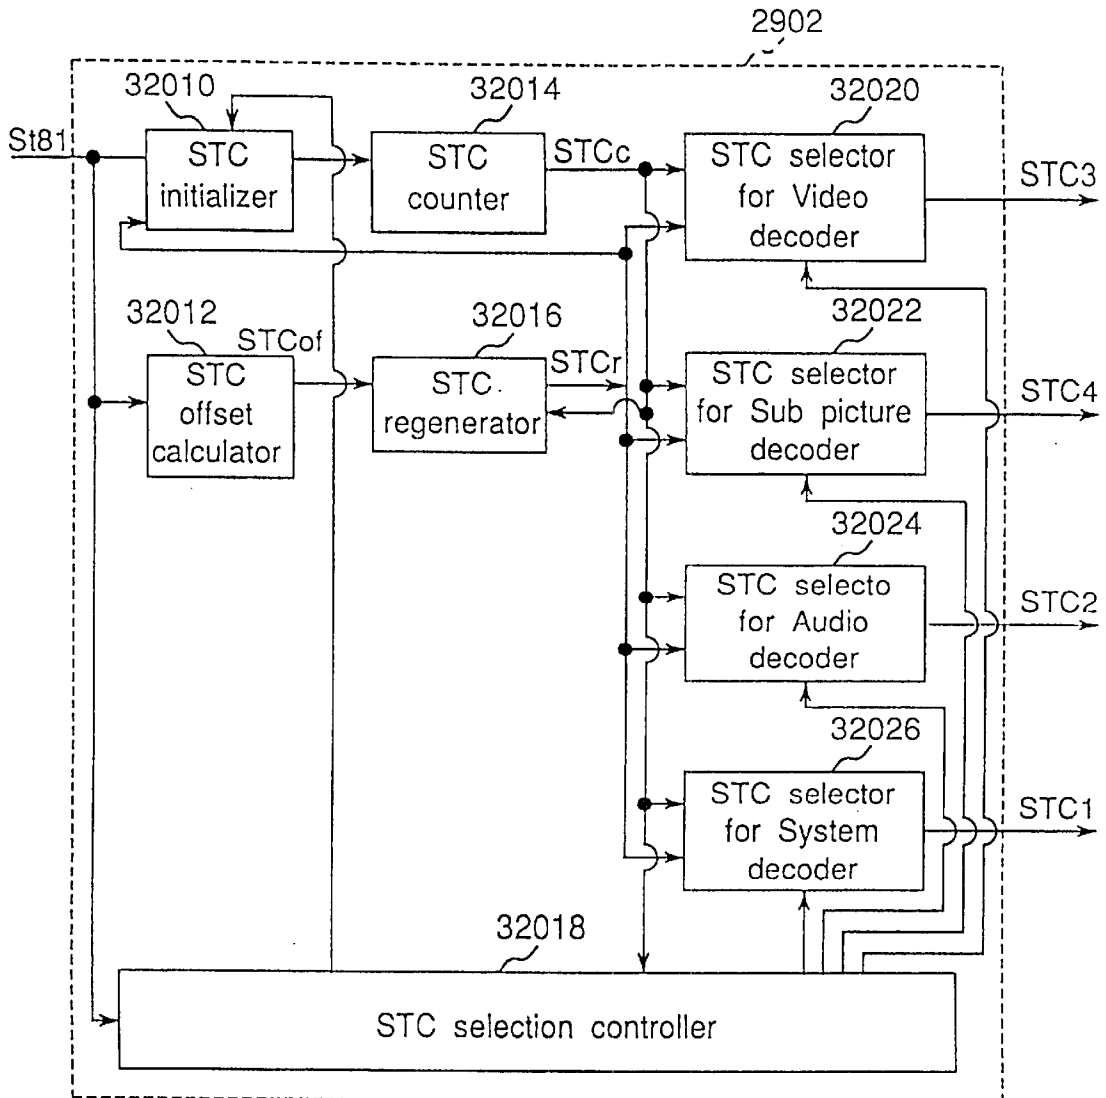 2902
32010
32014
32020
St81
STC
initializer
STC
counter
STCc
STC selector
for Video
decoder
STC3
32012
STCof
32016
STCr
32022
STC
offset
calculator
STC
regenerator
STC selector
for Sub picture
decoder
STC4
32024
STC selecto
for Audio
decoder
STC2
32026
STC selector
for System
decoder
STC1
32018
STC selection controller